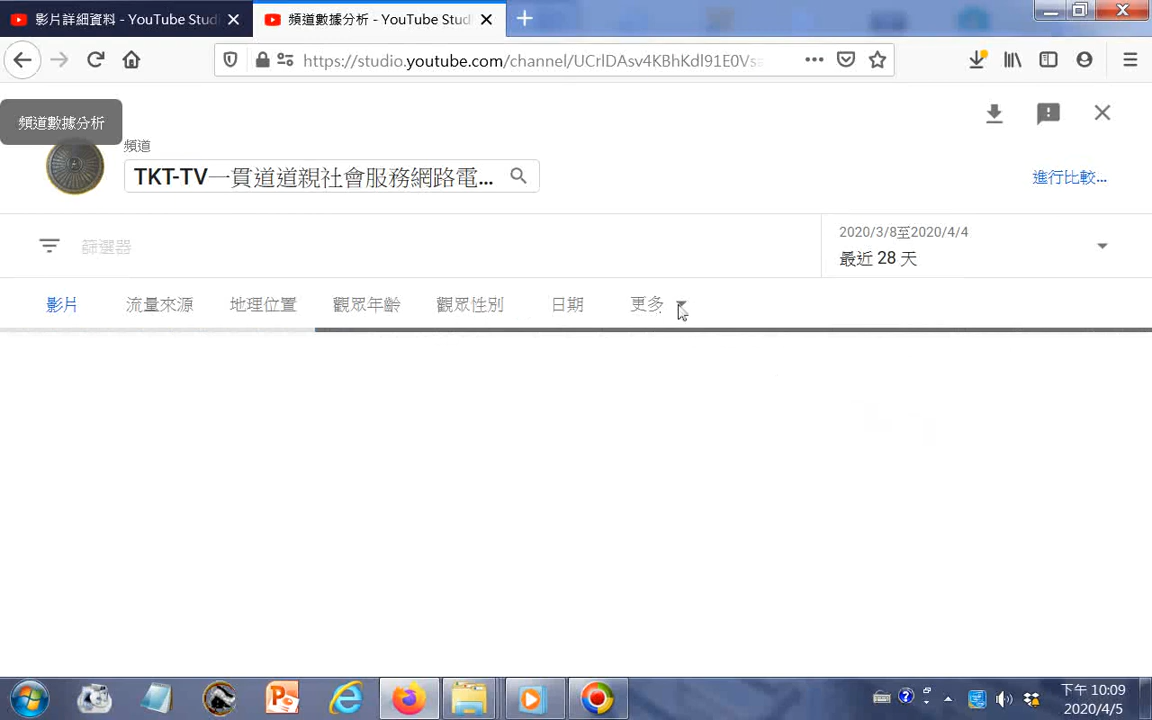 影片詳細資料 - YouTube Stud
頻道數據分析 - YouTube Stud
https://studio.youtube.com/channel/UCrlDAsv4KBhKdl91E0Vs
頻道數據分析
頻道
TKT-TV一貫道道親社會服務網路電...
進行比較...
篩選器
2020/3/8至2020/4/4
最近 28 天
影片
流量來源
地理位置
觀眾年齡
觀眾性別
日期
更多
下午 10:09
2020/4/5